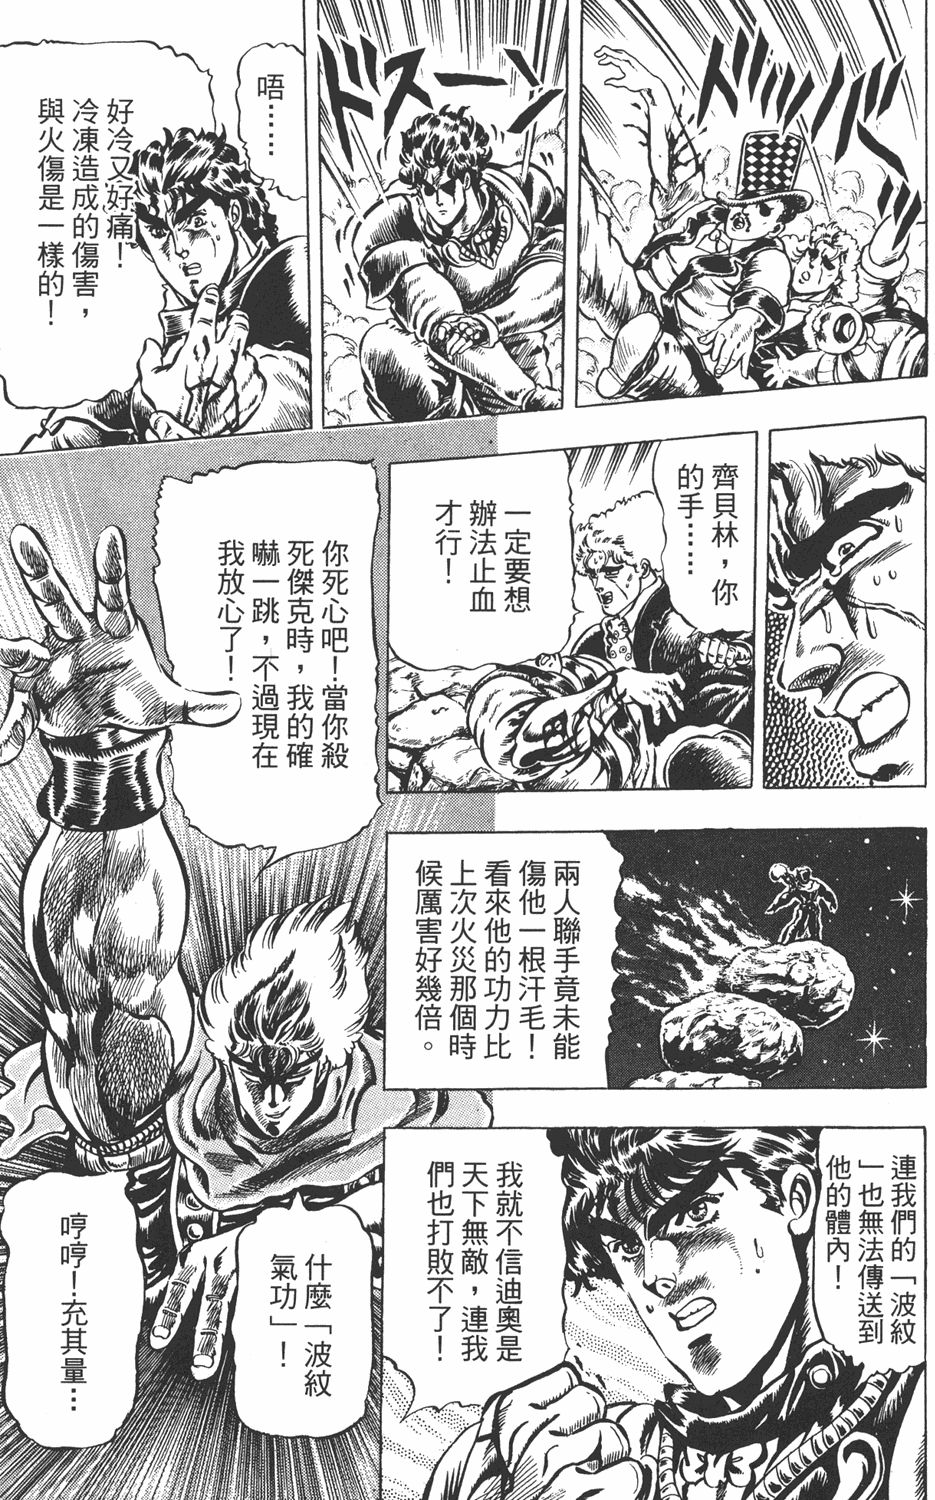 ドババッ
ドスーン
唔……
好冷又好痛！
冷凍造成的傷害，
與火傷是一樣的！
齊貝林，你
的手……
一定要想
辦法止血
才行！
你死心吧！當你殺
死傑克時，我的確
嚇一跳，不過現在
我放心了！
兩人聯手竟未能
傷他一根汗毛！
看來他的功力比
上次火災那個時
候厲害好幾倍。
連我們的「波紋
」也無法傳送到
他的體內！
我就不信迪奧是
天下無敵，連我
們也打敗不了！
什麼「波紋
氣功」！
哼哼！充其量…